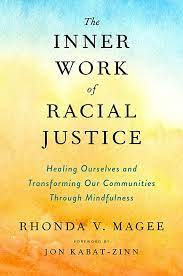 The
INNER
WORK OF
RACIAL
JUSTICE
Healing Ourselves and
Transforming Our Communities
Through Mindfulness
RHONDA V. MAGEE
FOREWORD BY
JON KABAT-ZINN